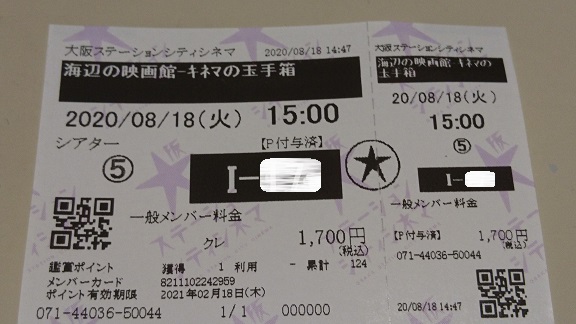 大阪ステーションシティシネマ 2020/08/18 14:47
海辺の映画館-ｷﾈﾏの玉手箱
2020/08/18(火) 15:00
シアター 【P付与済】
⑤ I-
一般メンバー料金
クレ 1,700円
(税込)
鑑賞ポイント 獲得 1 利用 - 累計 124
メンバーカード 8211102242959
ポイント有効期限 2021年02月18日(木)
071-44036-50044 1/1 000000
大阪ステーションシティシネマ
海辺の映画館-ｷﾈﾏの
玉手箱
20/08/18(火)
15:00
⑤
I-
一般メンバー料金
【P付与済】 1,700円
(税込)
071-44036-50044
20/08/18 14:47